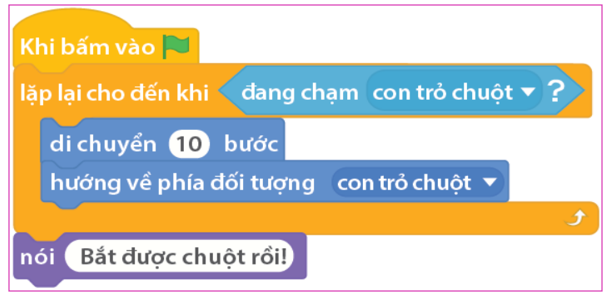 Khi bấm vào
lặp lại cho đến khi đang chạm con trỏ chuột ?
di chuyển 10 bước
hướng về phía đối tượng con trỏ chuột
nói Bắt được chuột rồi!